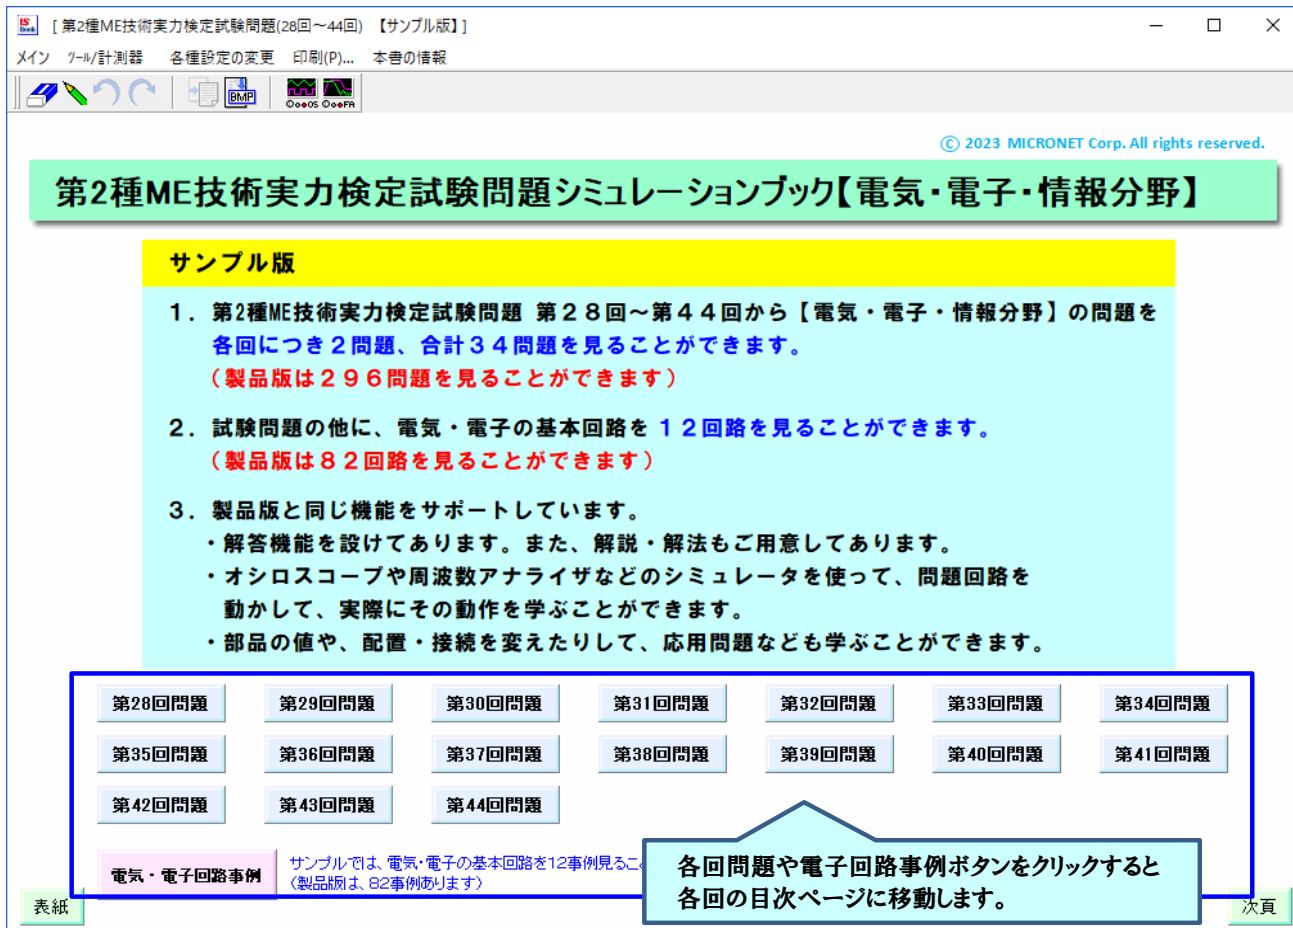 [ 第2種ME技術実力検定試験問題(28回～44回) 【サンプル版】]
メイン ツール/計測器 各種設定の変更 印刷(P)... 本書の情報
BMP
© 2023 MICRONET Corp. All rights reserved.
第2種ME技術実力検定試験問題シミュレーションブック【電気・電子・情報分野】
サンプル版
１．第2種ME技術実力検定試験問題 第２８回～第４４回から【電気・電子・情報分野】の問題を
各回につき２問題、合計３４問題を見ることができます。
（製品版は２９６問題を見ることができます）
２．試験問題の他に、電気・電子の基本回路を１２回路を見ることができます。
（製品版は８２回路を見ることができます）
３．製品版と同じ機能をサポートしています。
・解答機能を設けてあります。また、解説・解法もご用意してあります。
・オシロスコープや周波数アナライザなどのシミュレータを使って、問題回路を
動かして、実際にその動作を学ぶことができます。
・部品の値や、配置・接続を変えたりして、応用問題なども学ぶことができます。
第28回問題 第29回問題 第30回問題 第31回問題 第32回問題 第33回問題 第34回問題
第35回問題 第36回問題 第37回問題 第38回問題 第39回問題 第40回問題 第41回問題
第42回問題 第43回問題 第44回問題
電気・電子回路事例
サンプルでは、電気・電子の基本回路を12事例見るこ
（製品版は、82事例あります）
各回問題や電子回路事例ボタンをクリックすると
各回の目次ページに移動します。
表紙
次頁